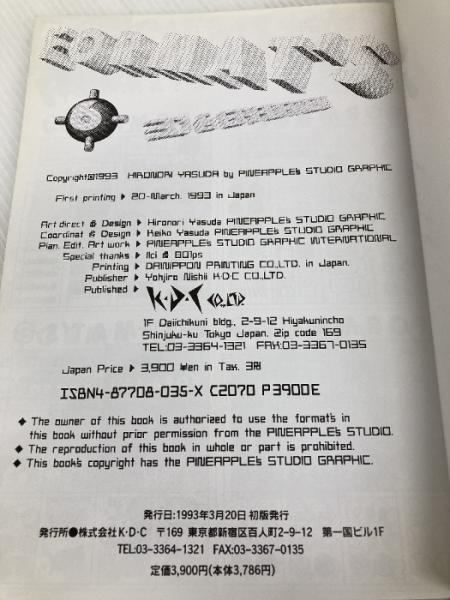 FORMAT'S
Copyright©1993 HIRONORI YASUDA by PINEAPPLE's STUDIO GRAPHIC
First printing ▶ 20-March. 1993 in Japan
Art direct & Design ▶ Hironori Yasuda PINEAPPLE's STUDIO GRAPHIC
Coordinat & Design ▶ Keiko Yasuda PINEAPPLE's STUDIO GRAPHIC
Plan. Edit. Art work ▶ PINEAPPLE's STUDIO GRAPHIC INTERNATIONAL
Special thanks ▶ Ilci & 801ps
Printing ▶ DAINIPPON PAINTING CO.,LTD. in Japan.
Publisher ▶ Yohjiro Nishii K·D·C CO.,LTD.
Published ▶ K·D·C CO.,LTD
1F Daiichikuni bldg., 2-9-12 Hiyakunincho
Shinjuku-ku Tokyo Japan. Zip code 169
TEL:03-3364-1321 FAX:03-3367-0135
Japan Price ▶ 3,900 Yen in Tax. 3%
ISBN4-87708-035-X C2070 P3900E
◆ The owner of this book is authorized to use the format's in
this book without prior permission from the PINEAPPLE's STUDIO.
◆ The reproduction of this book in whole or part is prohibited.
◆ This book's copyright has the PINEAPPLE's STUDIO GRAPHIC.
発行日:1993年3月20日 初版発行
発行所●株式会社K・D・C 〒169 東京都新宿区百人町2-9-12 第一国ビル1F
TEL:03-3364-1321 FAX:03-3367-0135
定価3,900円(本体3,786円)